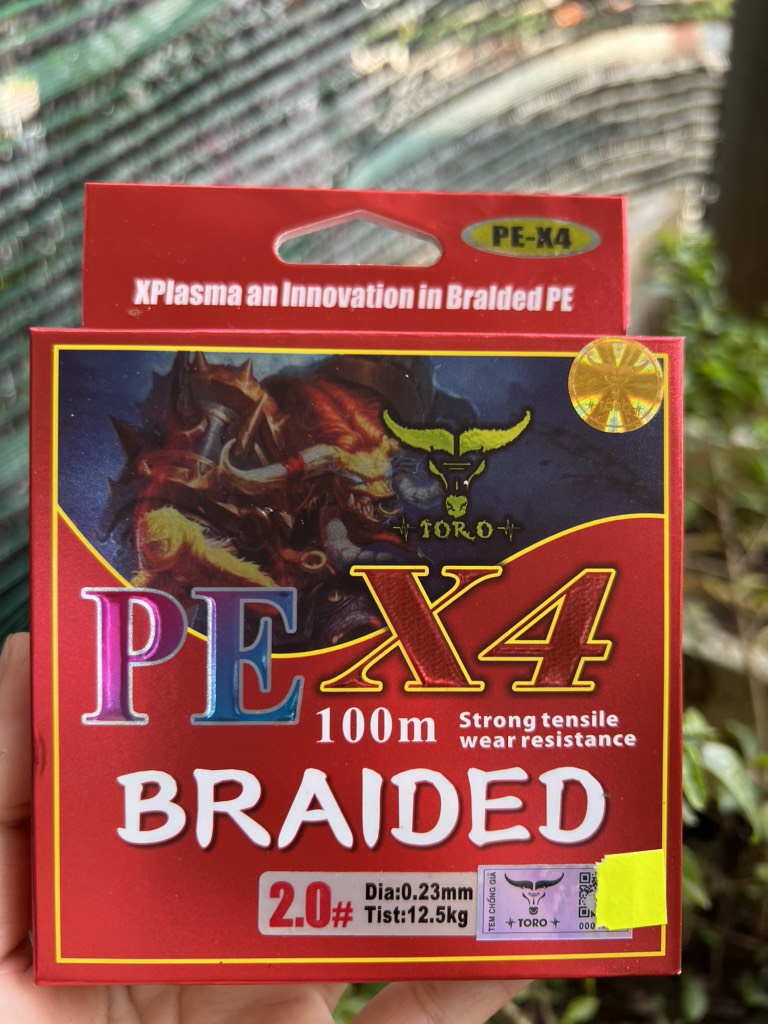 PE-X4
XPlasma an Innovation in Braided PE
TORO
PE X4
100m
Strong tensile
wear resistance
BRAIDED
2.0#
Dia:0.23mm
Tist:12.5kg
TEM CHỐNG GIẢ
TORO